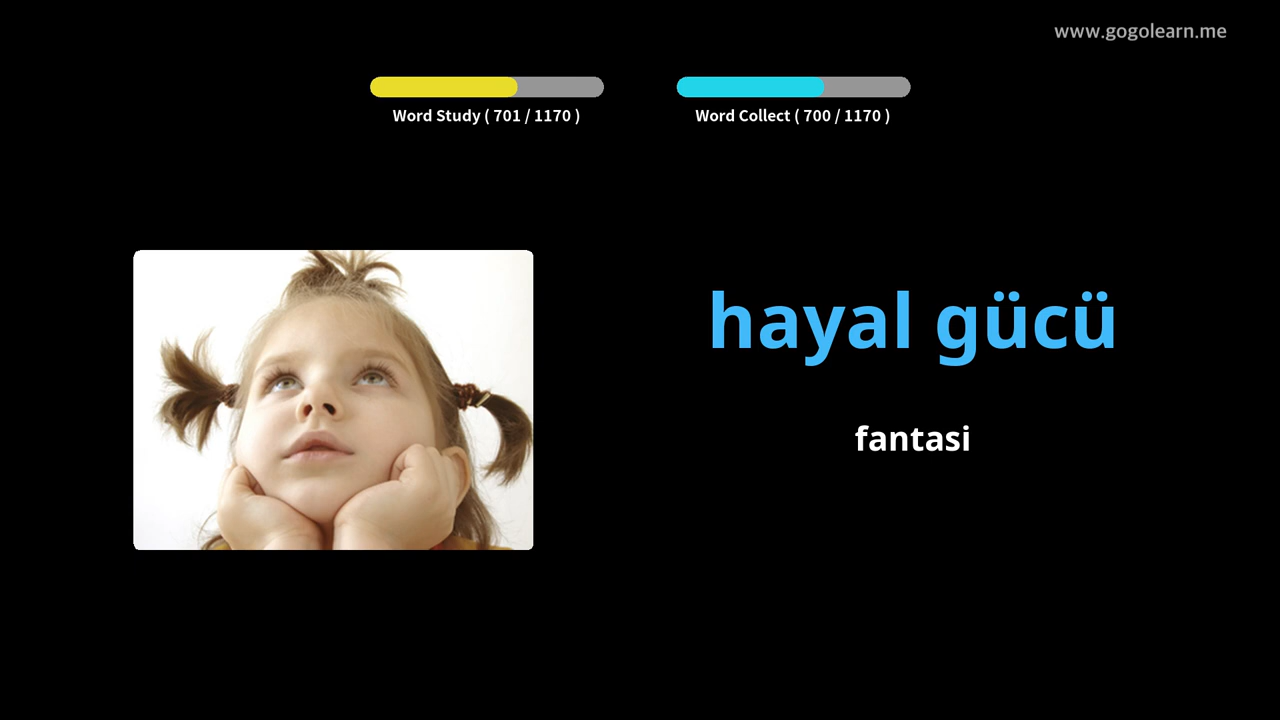 www.gogolearn.me
Word Study ( 701 / 1170 )
Word Collect ( 700 / 1170 )
hayal gücü
fantasi